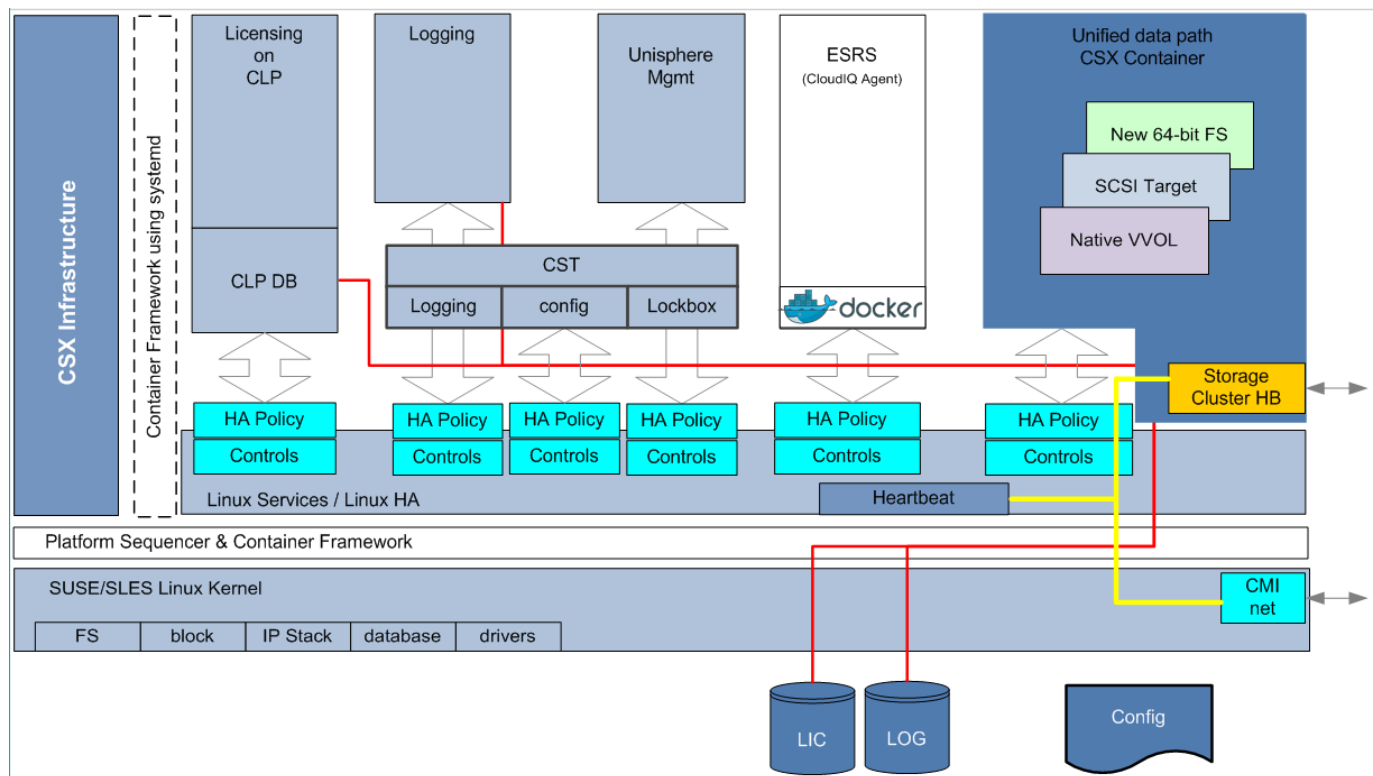 CSX Infrastructure
Container Framework using systemd
Licensing
on
CLP
CLP DB
Logging
Unisphere
Mgmt
ESRS
(CloudIQ Agent)
docker
Unified data path
CSX Container
New 64-bit FS
SCSI Target
Native VVOL
CST
Logging
config
Lockbox
Storage
Cluster HB
HA Policy
HA Policy
HA Policy
HA Policy
HA Policy
HA Policy
Controls
Controls
Controls
Controls
Controls
Controls
Linux Services / Linux HA
Heartbeat
Platform Sequencer & Container Framework
SUSE/SLES Linux Kernel
CMI
net
FS
block
IP Stack
database
drivers
LIC
LOG
Config